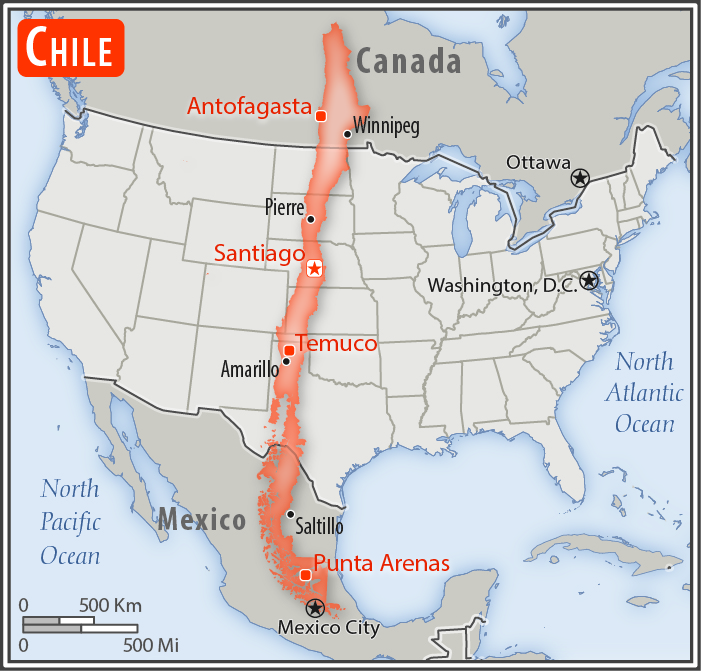 CHILE
Canada
Antofagasta
Winnipeg
Ottawa
Pierre
Santiago
Washington, D.C.
Temuco
Amarillo
North
Atlantic
Ocean
North
Pacific
Ocean
Mexico
Saltillo
Punta Arenas
Mexico City
0 500 Km
0 500 Mi